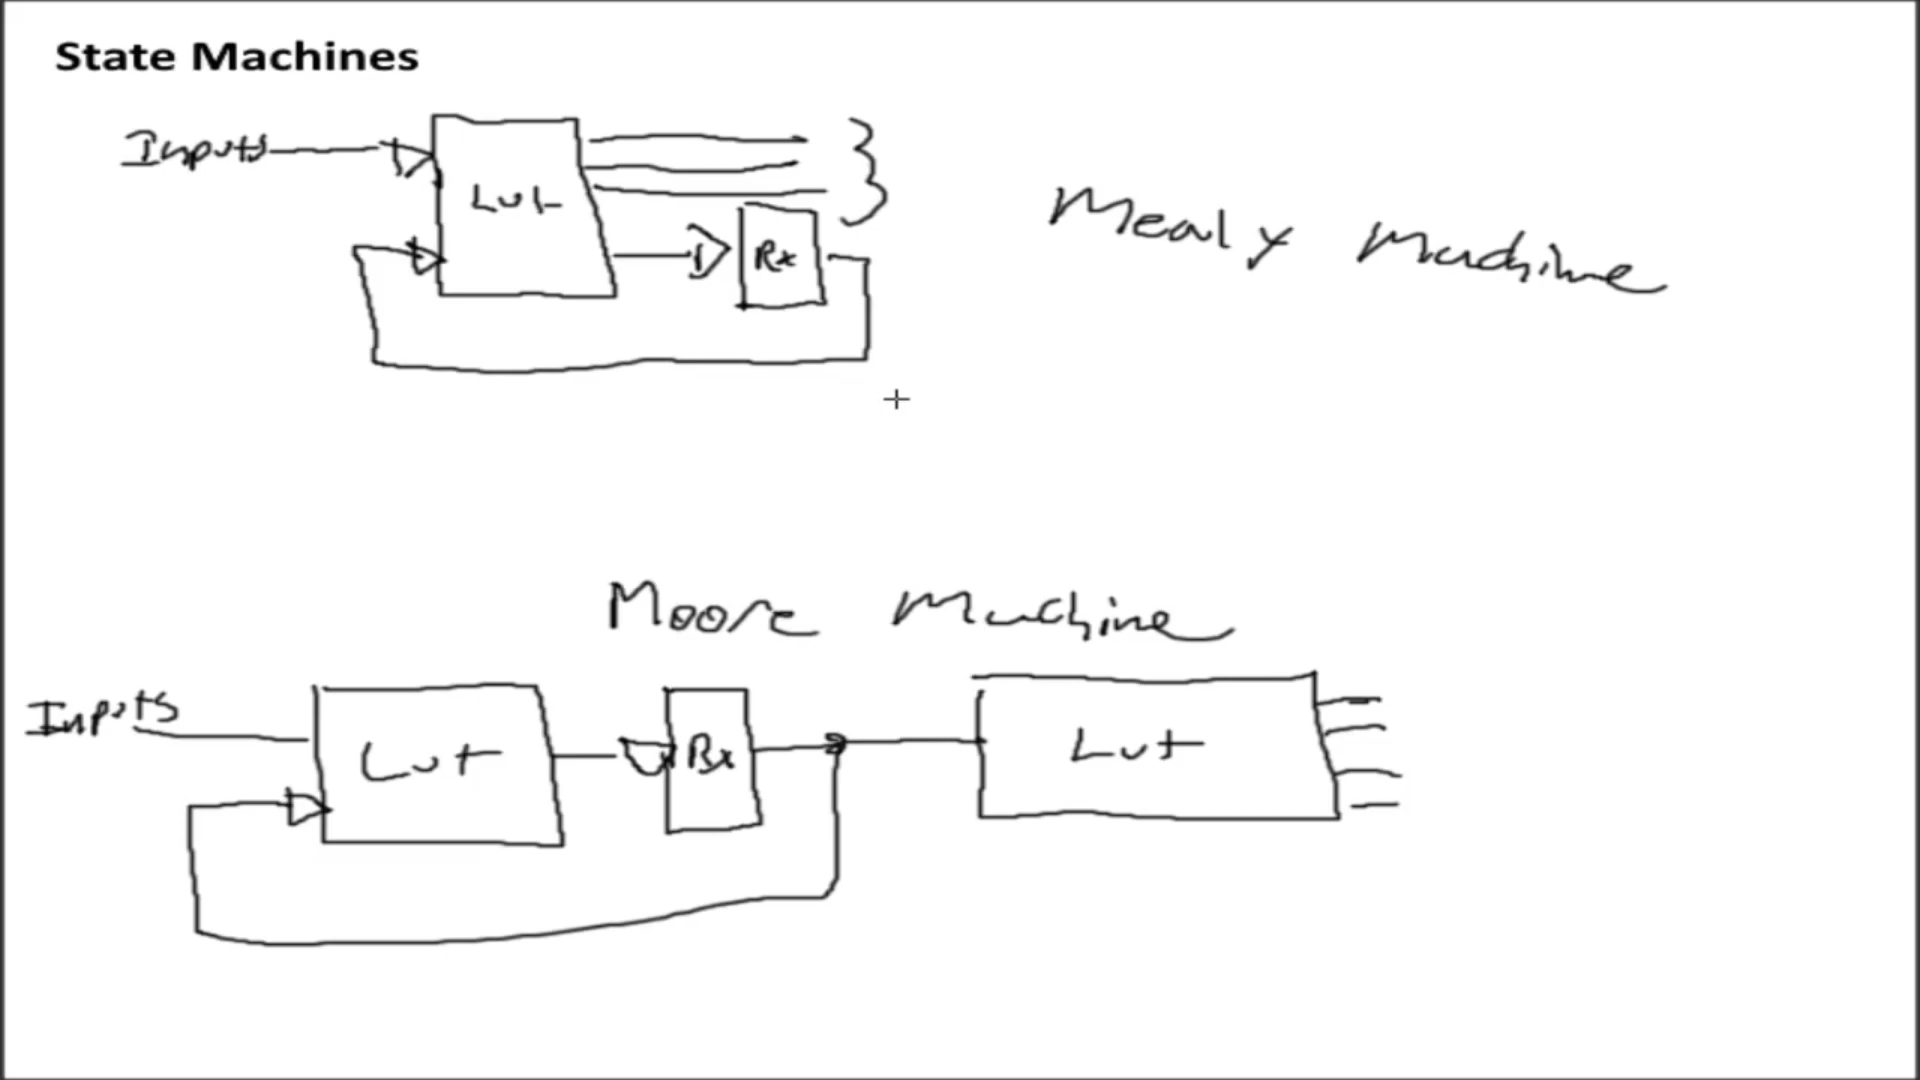 State Machines
Inputs
Lut
Rx
Mealy Machine
Moore Machine
Inputs
Lut
Rx
Lut